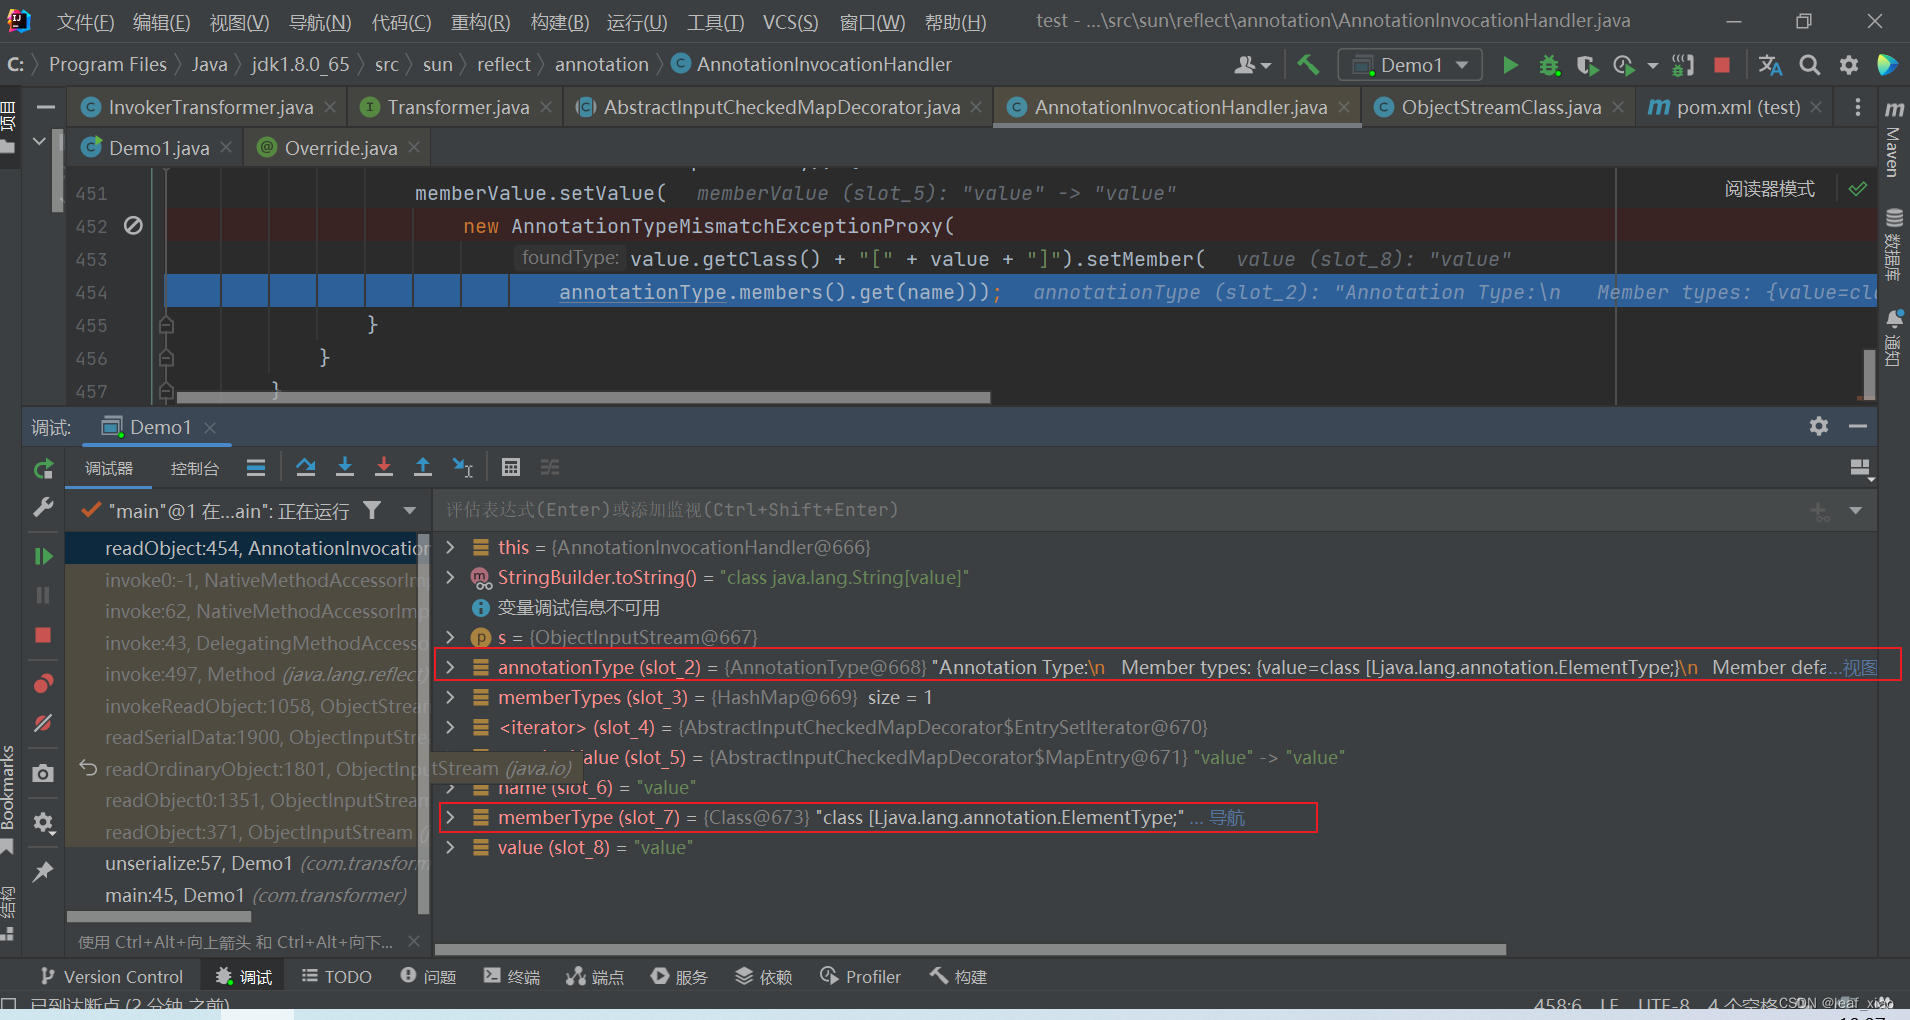 文件(F) 编辑(E) 视图(V) 导航(N) 代码(C) 重构(R) 构建(B) 运行(U) 工具(T) VCS(S) 窗口(W) 帮助(H) test - ...\src\sun\reflect\annotation\AnnotationInvocationHandler.java
C: Program Files Java jdk1.8.0_65 src sun reflect annotation AnnotationInvocationHandler Demo1
InvokerTransformer.java Transformer.java AbstractInputCheckedMapDecorator.java AnnotationInvocationHandler.java ObjectStreamClass.java pom.xml (test)
Demo1.java Override.java
项目
Maven
数据库
通知
451 memberValue.setValue( memberValue (slot_5): "value" -> "value"
阅读器模式
452 new AnnotationTypeMismatchExceptionProxy(
453 foundType: value.getClass() + "[" + value + "]").setMember( value (slot_8): "value"
454 annotationType.members().get(name))); annotationType (slot_2): "Annotation Type:\n Member types: {value=cl
455 }
456 }
457 }
调试: Demo1
调试器 控制台
"main"@1 在...ain": 正在运行
评估表达式(Enter)或添加监视(Ctrl+Shift+Enter)
readObject:454, AnnotationInvocation
invoke0:-1, NativeMethodAccessorImp
invoke:62, NativeMethodAccessorImp
invoke:43, DelegatingMethodAccesso
invoke:497, Method (java.lang.reflect)
invokeReadObject:1058, ObjectStream
readSerialData:1900, ObjectInputStre
readOrdinaryObject:1801, ObjectInputStream (java.io)
readObject0:1351, ObjectInputStream
readObject:371, ObjectInputStream (
unserialize:57, Demo1 (com.transform
main:45, Demo1 (com.transformer)
使用 Ctrl+Alt+向上箭头 和 Ctrl+Alt+向下...
this = {AnnotationInvocationHandler@666}
StringBuilder.toString() = "class java.lang.String[value]"
变量调试信息不可用
s = {ObjectInputStream@667}
annotationType (slot_2) = {AnnotationType@668} "Annotation Type:\n Member types: {value=class [Ljava.lang.annotation.ElementType;}\n Member defa...视图
memberTypes (slot_3) = {HashMap@669} size = 1
<iterator> (slot_4) = {AbstractInputCheckedMapDecorator$EntrySetIterator@670}
alue (slot_5) = {AbstractInputCheckedMapDecorator$MapEntry@671} "value" -> "value"
name (slot_6) = "value"
memberType (slot_7) = {Class@673} "class [Ljava.lang.annotation.ElementType;" ... 导航
value (slot_8) = "value"
Bookmarks
结构
Version Control 调试 TODO 问题 终端 端点 服务 依赖 Profiler 构建
已到达断点 (2 分钟 之前) 458:6 LF UTF-8 4 个空格
CSDN @leaf_xiao